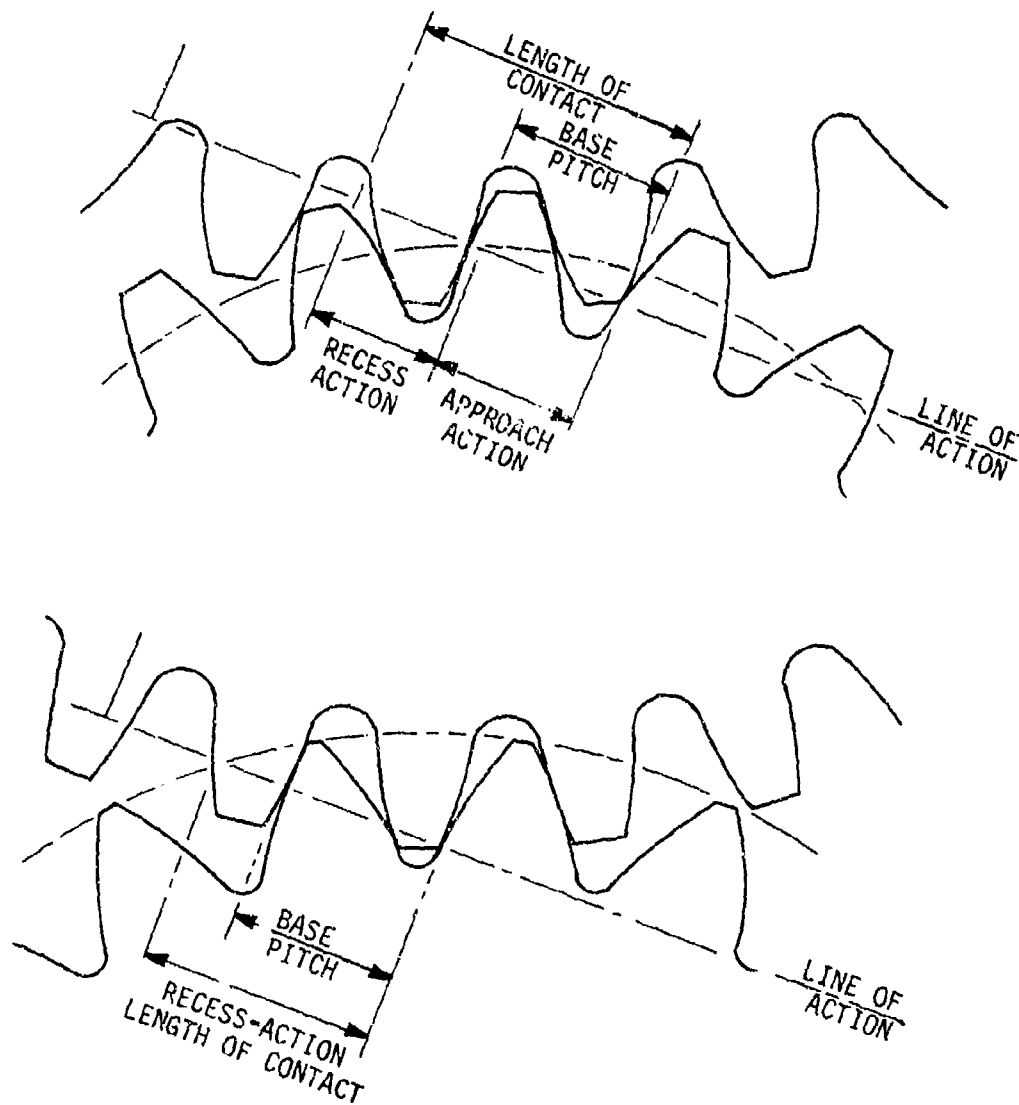 LENGTH OF
CONTACT
BASE
PITCH
RECESS
ACTION
APPROACH
ACTION
LINE OF
ACTION
BASE
PITCH
RECESS-ACTION
LENGTH OF CONTACT
LINE OF
ACTION